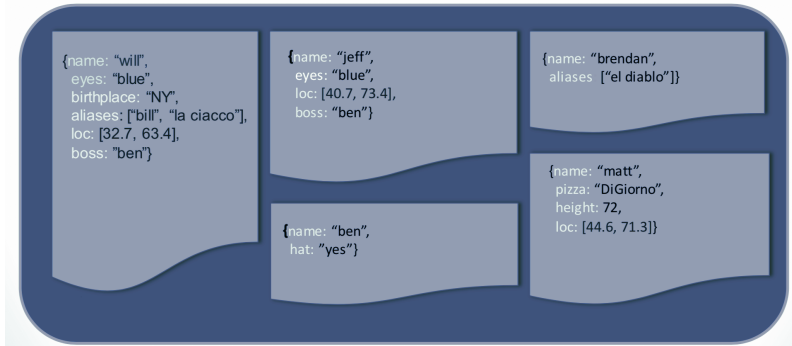 {name: “will”,
eyes: “blue”,
birthplace: “NY”,
aliases: [“bill”, “la ciacco”],
loc: [32.7, 63.4],
boss: ”ben”}
{name: “jeff”,
eyes: “blue”,
loc: [40.7, 73.4],
boss: “ben”}
{name: “ben”,
hat: ”yes”}
{name: “brendan”,
aliases [“el diablo”]}
{name: “matt”,
pizza: “DiGiorno”,
height: 72,
loc: [44.6, 71.3]}